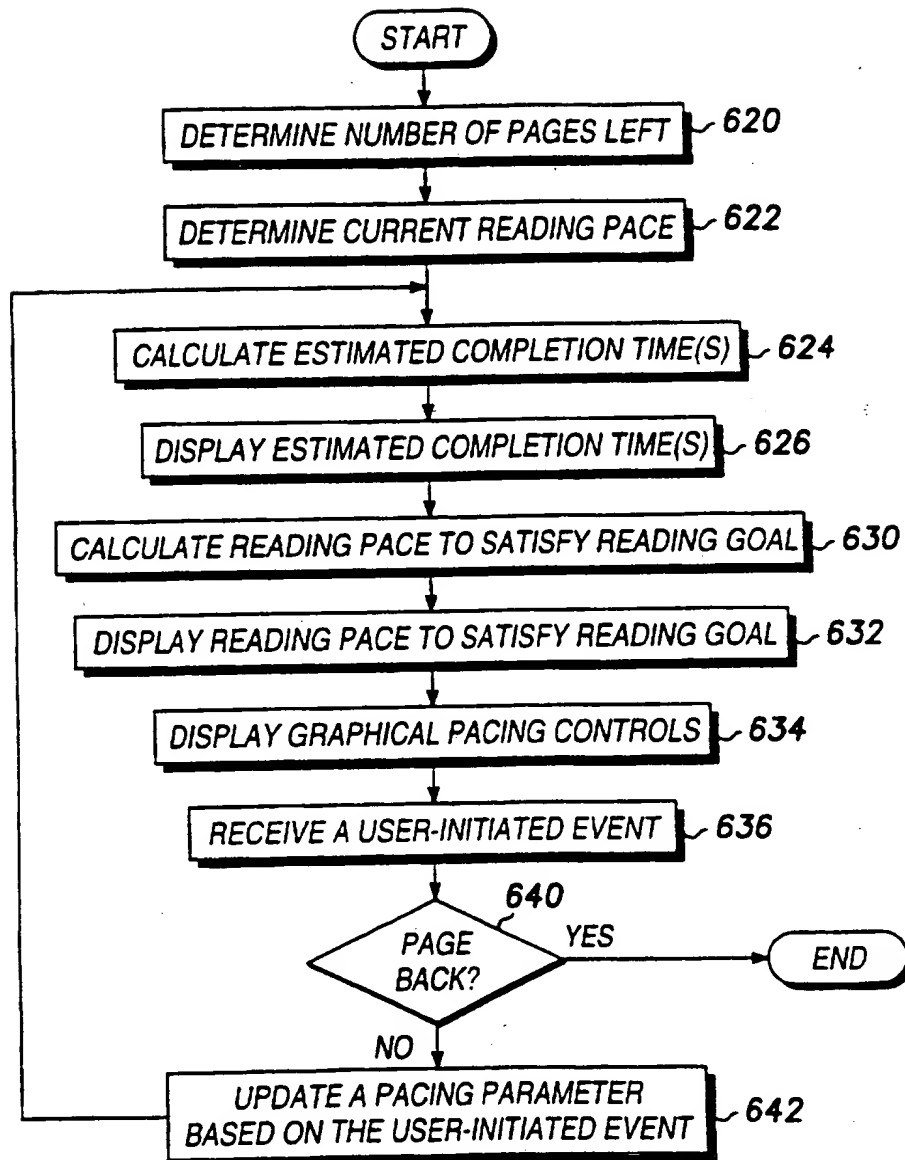 START
DETERMINE NUMBER OF PAGES LEFT 620
DETERMINE CURRENT READING PACE 622
CALCULATE ESTIMATED COMPLETION TIME(S) 624
DISPLAY ESTIMATED COMPLETION TIME(S) 626
CALCULATE READING PACE TO SATISFY READING GOAL 630
DISPLAY READING PACE TO SATISFY READING GOAL 632
DISPLAY GRAPHICAL PACING CONTROLS 634
RECEIVE A USER-INITIATED EVENT 636
640
PAGE
BACK?
YES
END
NO
UPDATE A PACING PARAMETER
BASED ON THE USER-INITIATED EVENT 642